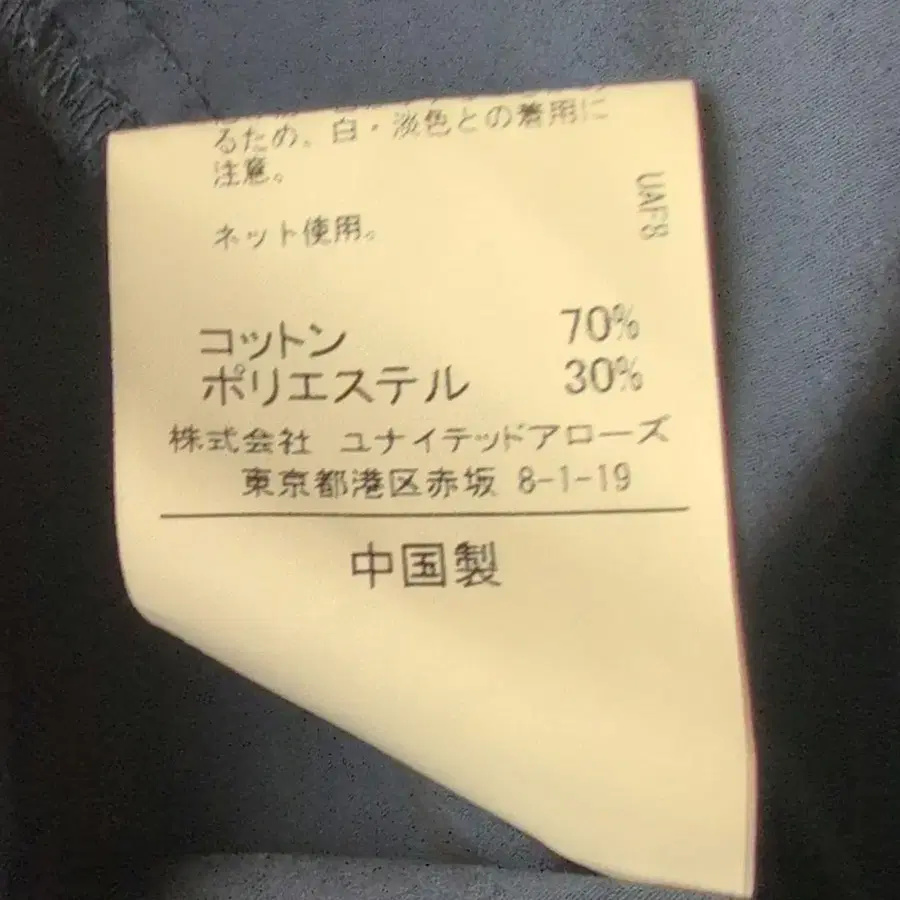 るため。白・淡色との着用に
注意。
ネット使用。
UAF8
コットン 70%
ポリエステル 30%
株式会社 ユナイテッドアローズ
東京都港区赤坂 8-1-19
中国製